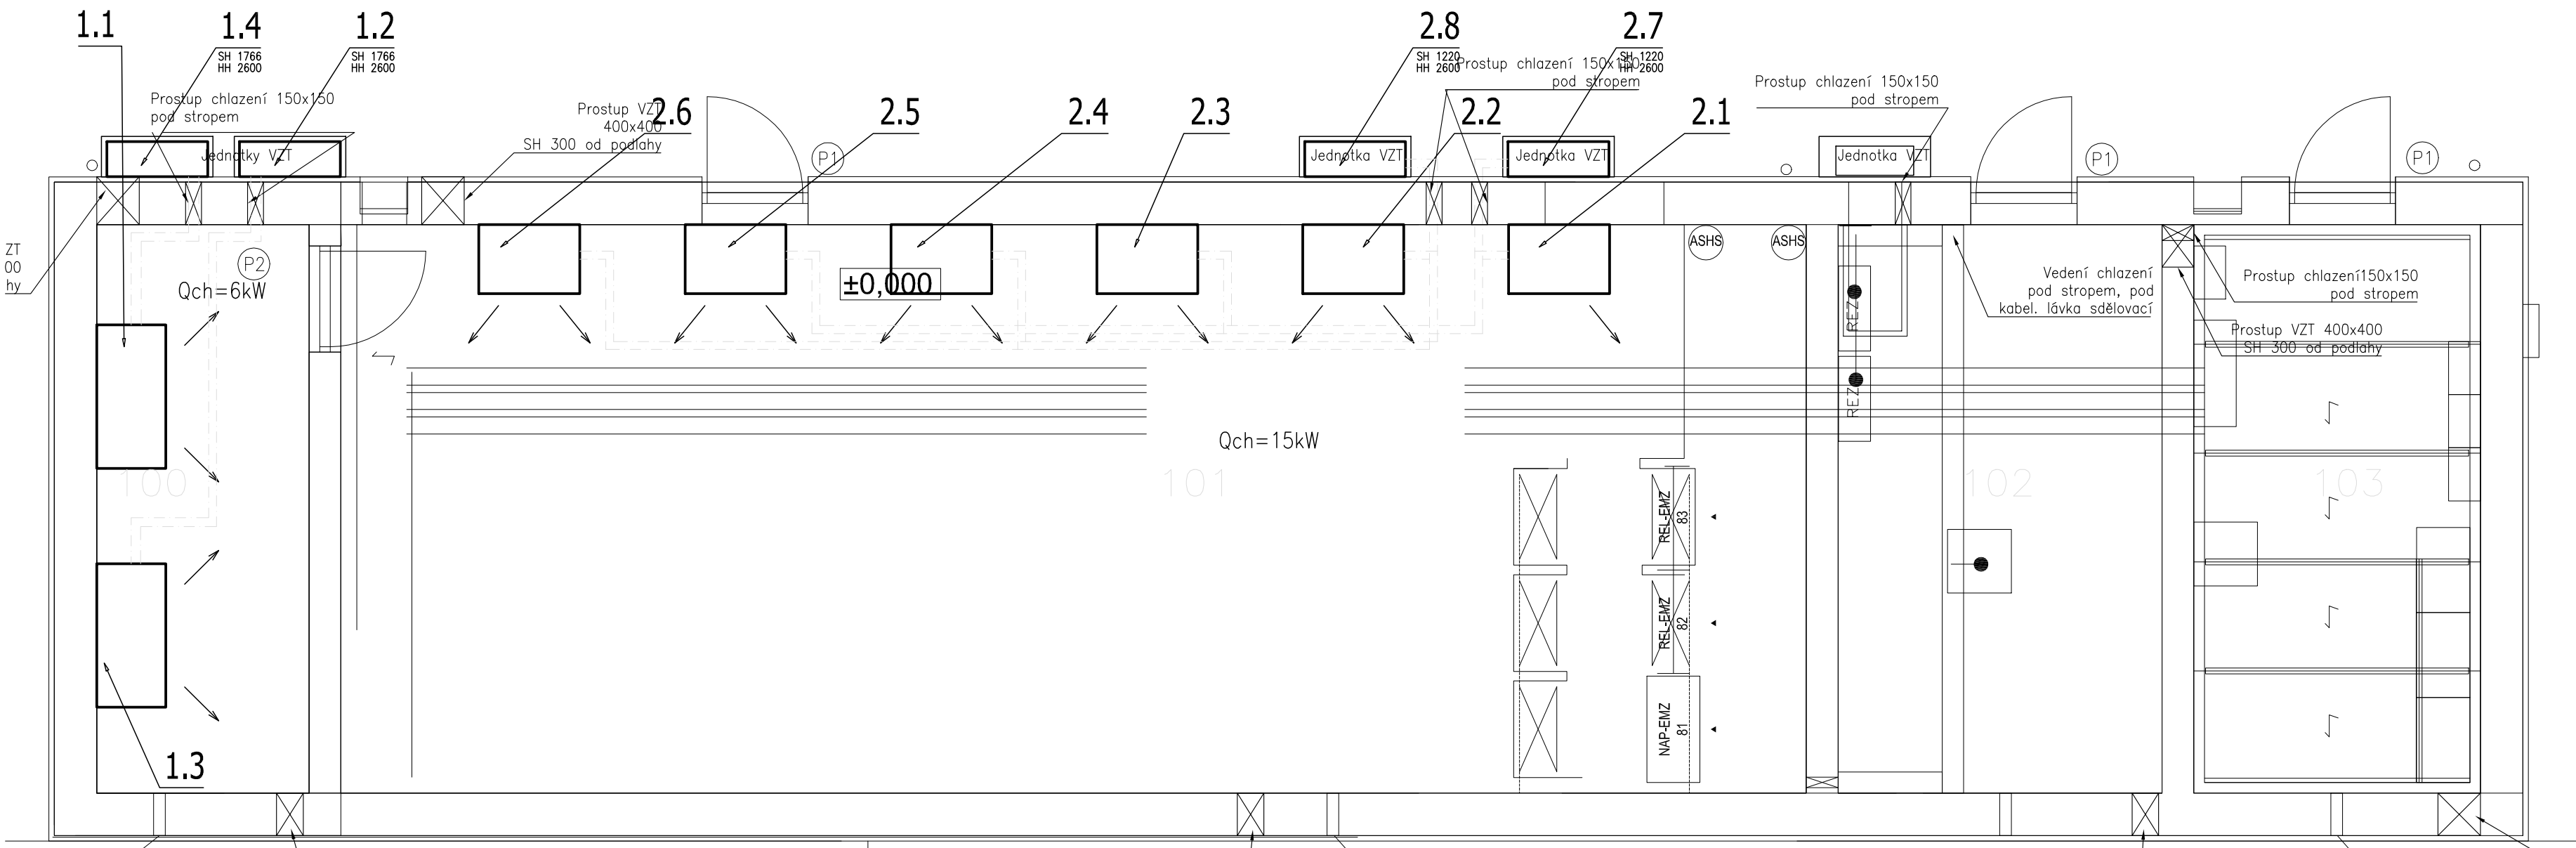 1.1
1.4
SH 1766
HH 2600
1.2
SH 1766
HH 2600
2.8
SH 1220
HH 2600
2.7
SH 1220
HH 2600
Prostup chlazení 150x150
pod stropem
Prostup chlazení 150x150
pod stropem
Prostup chlazení 150x150
pod stropem
Prostup VZT
400x400
SH 300 od podlahy
2.6
2.5
2.4
2.3
2.2
2.1
Jednotky VZT
Jednotka VZT
Jednotka VZT
Jednotka VZT
P1
P1
P1
ZT
00
hy
P2
Qch=6kW
±0,000
ASHS
ASHS
Vedení chlazení
pod stropem, pod
kabel. lávka sdělovací
Prostup chlazení150x150
pod stropem
Prostup VZT 400x400
SH 300 od podlahy
REZ
REZ
Qch=15kW
100
101
102
103
REL-EMZ
83
REL-EMZ
82
NAP-EMZ
81
1.3